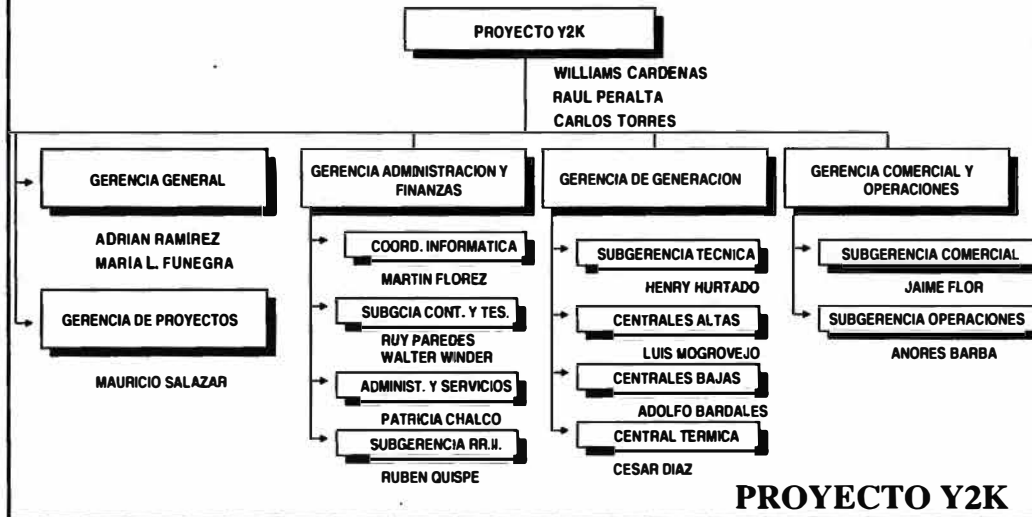 PROYECTO Y2K
WILLIAMS CARDENAS
RAUL PERALTA
CARLOS TORRES
GERENCIA GENERAL
ADRIAN RAMIREZ
MARIA L. FUNEGRA
GERENCIA DE PROYECTOS
MAURICIO SALAZAR
GERENCIA ADMINISTRACION Y
FINANZAS
COORD. INFORMATICA
MARTIN FLOREZ
SUBGCIA CONT. Y TES.
RUY PAREDES
WALTER WINDER
ADMINIST. Y SERVICIOS
PATRICIA CHALCO
SUBGERENCIA RR.H.
RUBEN QUISPE
GERENCIA DE GENERACION
SUBGERENCIA TECNICA
HENRY HURTADO
CENTRALES ALTAS
LUIS MOGROVEJO
CENTRALES BAJAS
ADOLFO BARDALES
CENTRAL TERMICA
CESAR DIAZ
GERENCIA COMERCIAL Y
OPERACIONES
SUBGERENCIA COMERCIAL
JAIME FLOR
SUBGERENCIA OPERACIONES
ANORES BARBA
PROYECTO Y2K